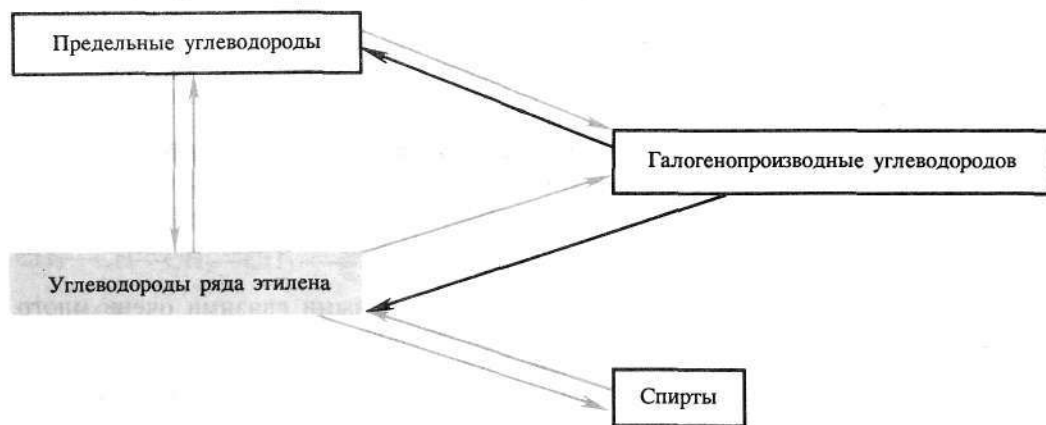 Предельные углеводороды
Галогенопроизводные углеводородов
Углеводороды ряда этилена
Спирты